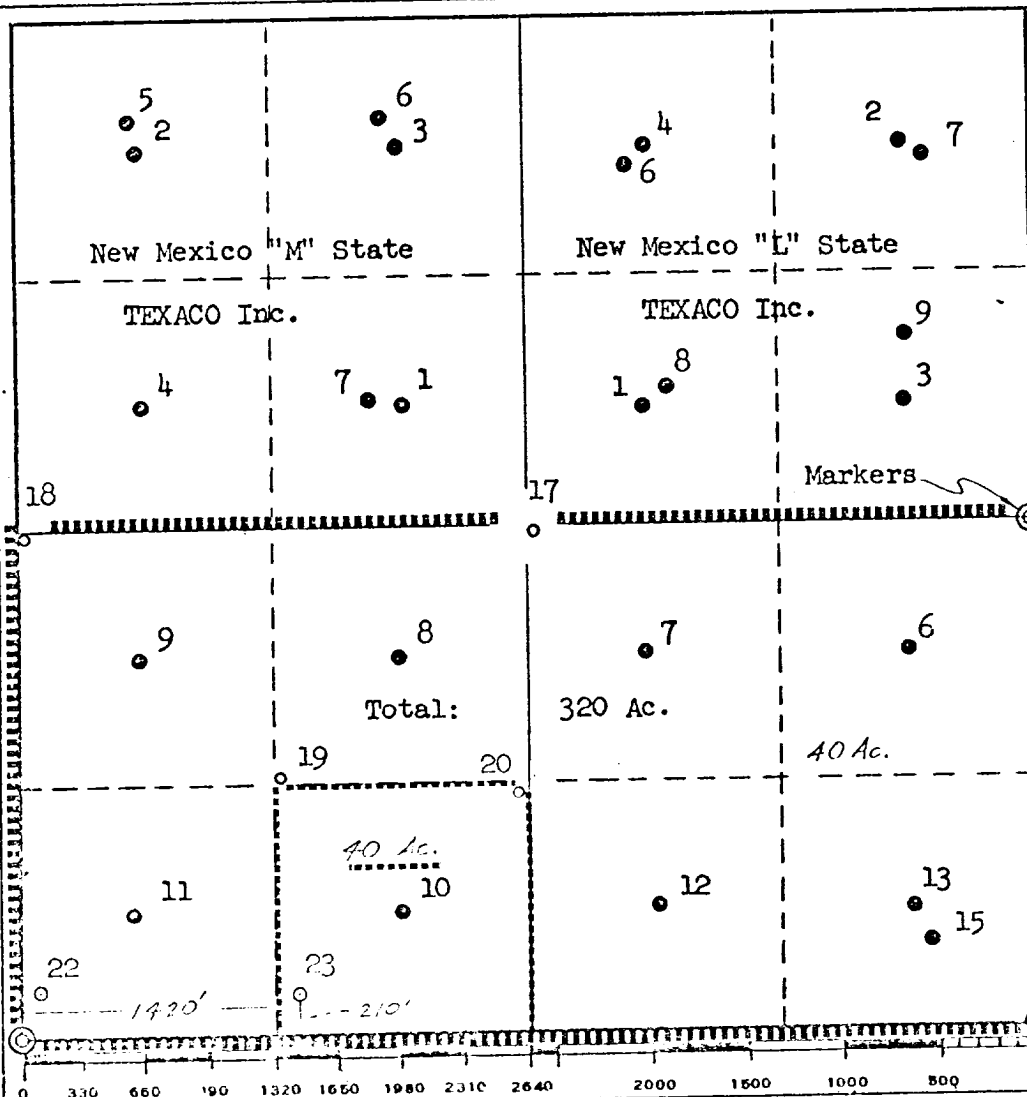 5 6
2 3 4 2 7
6
New Mexico "M" State New Mexico "L" State
TEXACO Inc. TEXACO Inc. 9
4 7 1 1 8 3
Markers
18 17
9 8 7 6
Total: 320 Ac.
19 20 40 Ac.
40 Ac.
11 10 12 13
15
22 23
1420' 210'
0 330 660 190 1320 1650 1980 2310 2640 2000 1500 1000 500